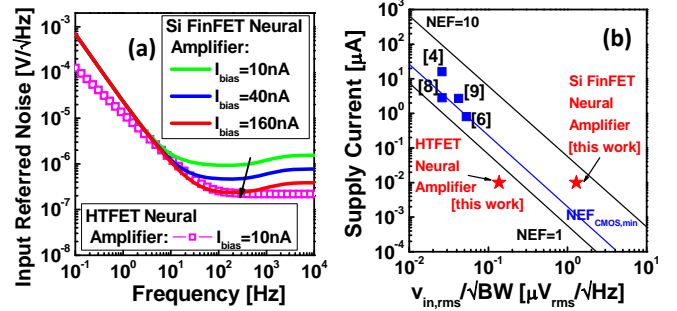 (a)
Si FinFET Neural
Amplifier:
I_bias=10nA
I_bias=40nA
I_bias=160nA
HTFET Neural
Amplifier: I_bias=10nA
Input Referred Noise [V/√Hz]
10^-3
10^-4
10^-5
10^-6
10^-7
10^-8
10^-1 10^0 10^1 10^2 10^3 10^4
Frequency [Hz]
(b)
NEF=10
[4]
[8]
[9]
[6]
Si FinFET
Neural
Amplifier
[this work]
HTFET
Neural
Amplifier
[this work]
NEF_CMOS,min
NEF=1
Supply Current [μA]
10^3
10^2
10^1
10^0
10^-1
10^-2
10^-3
10^-4
10^-2 10^-1 10^0 10^1
v_in,rms/√BW [μV_rms/√Hz]